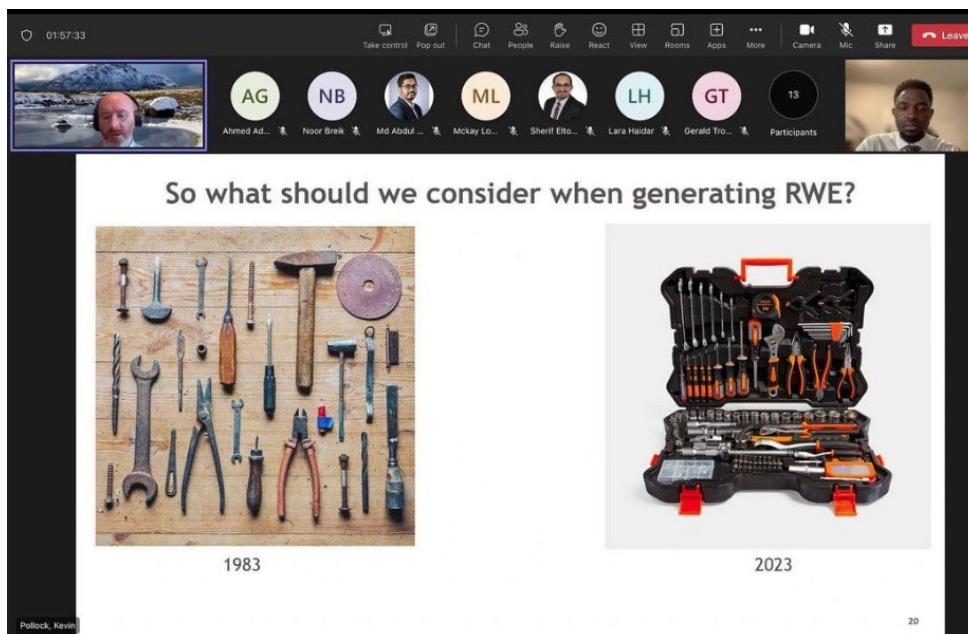 01:57:33
Take control
Pop out
Chat
People
Raise
React
View
Rooms
Apps
More
Camera
Mic
Share
Leave
AG
NB
ML
LH
GT
13
Ahmed Ad...
Noor Breik
Md Abdul ...
Mckay Lo...
Sherif Elto...
Lara Haidar
Gerald Tro...
Participants
So what should we consider when generating RWE?
1983
2023
Pollock, Kevin
20